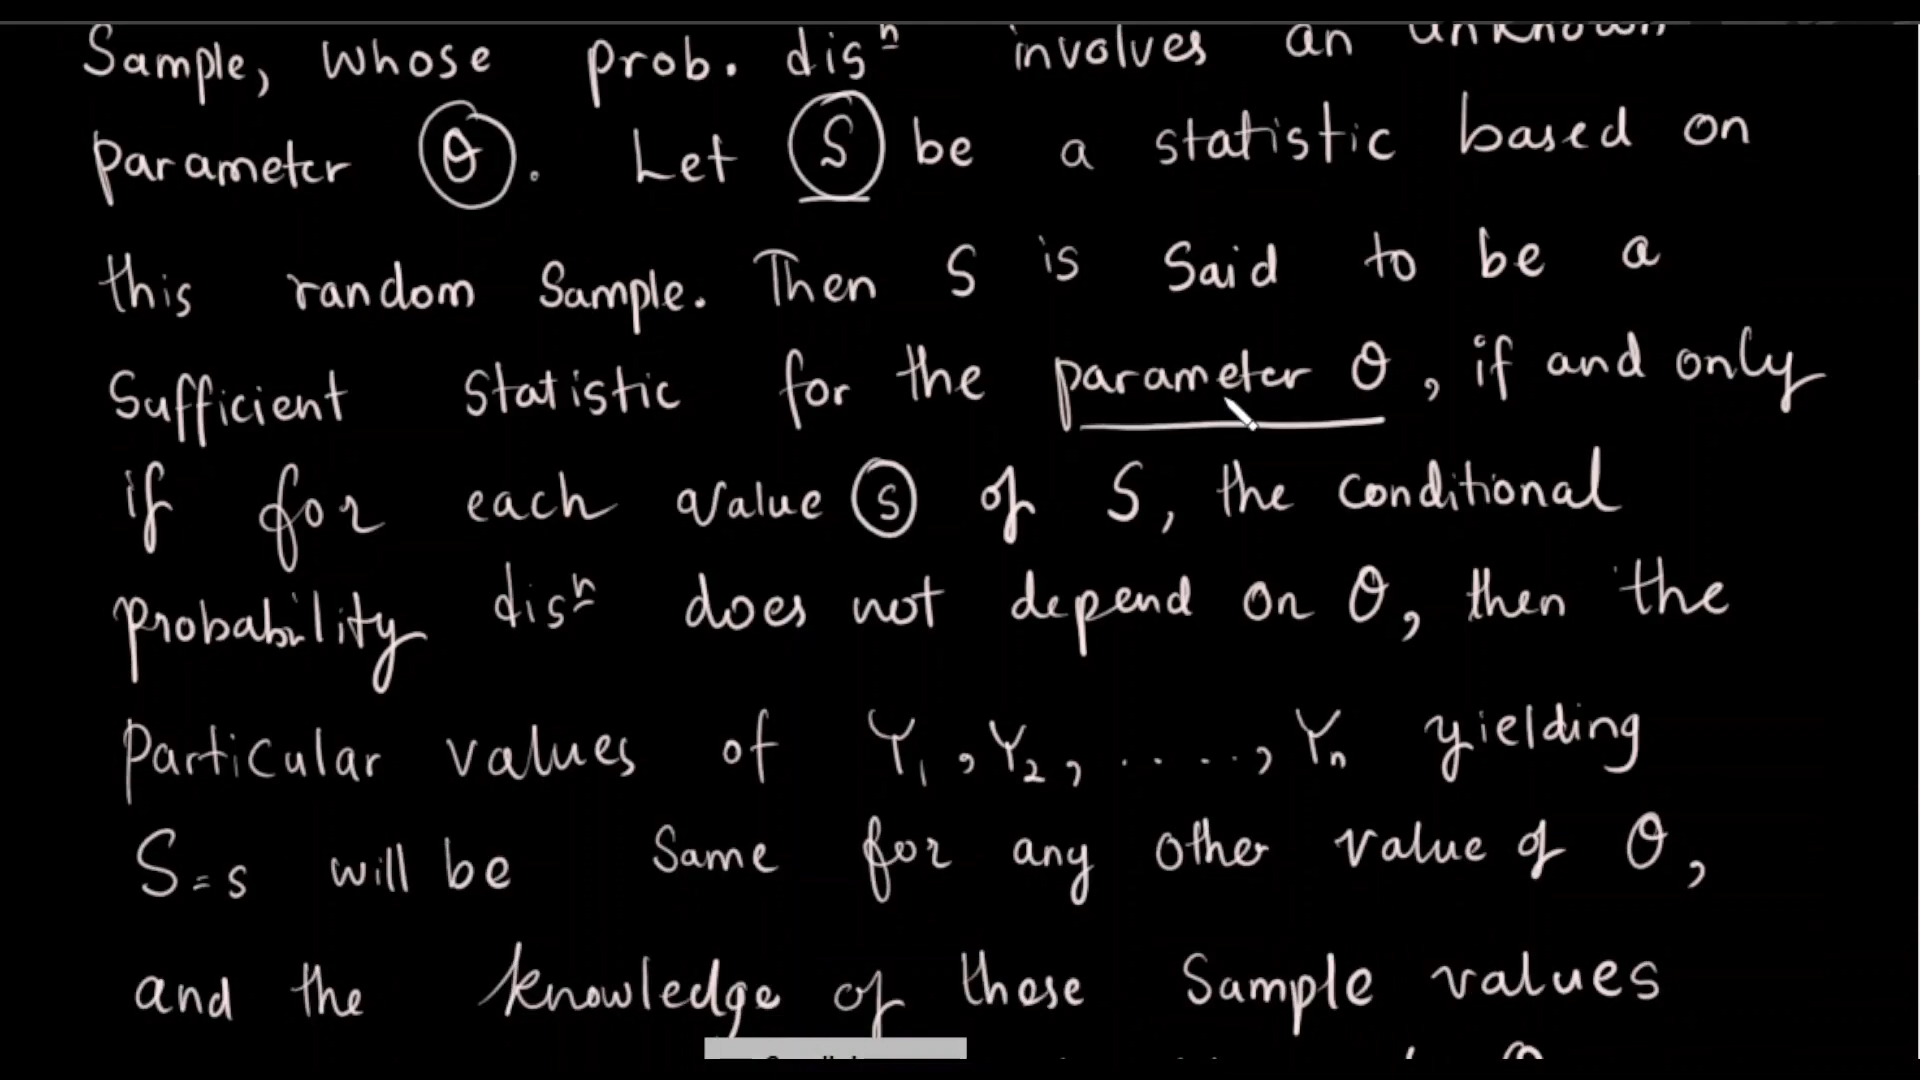 Sample, whose prob. disⁿ involves an unknown
parameter θ. Let S be a statistic based on
this random Sample. Then S is Said to be a
Sufficient Statistic for the parameter θ, if and only
if for each value s of S, the conditional
probability disⁿ does not depend on θ, then the
particular values of Y₁, Y₂, ....., Yₙ yielding
S=s will be Same for any other value of θ,
and the knowledge of these Sample values